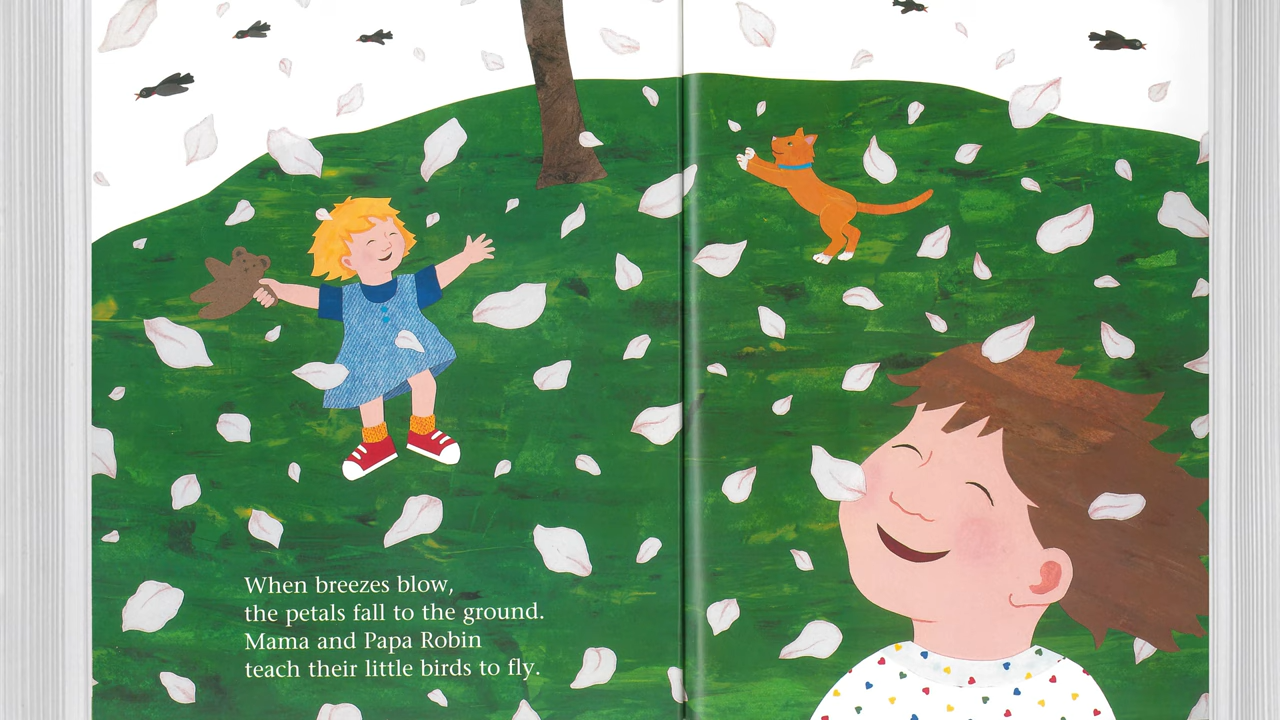 When breezes blow,
the petals fall to the ground.
Mama and Papa Robin
teach their little birds to fly.